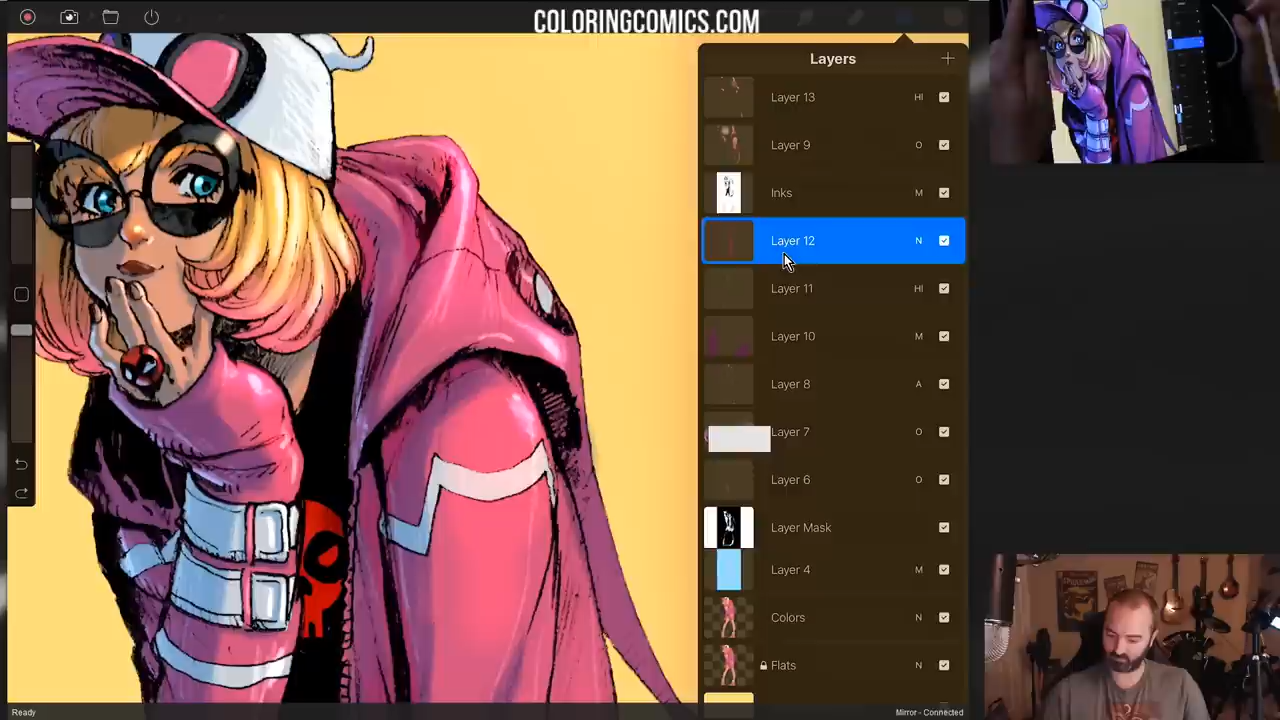 COLORINGCOMICS.COM
Layers
Layer 13 HI
Layer 9 O
Inks M
Layer 12 N
Layer 11 HI
Layer 10 M
Layer 8 A
Layer 7 O
Layer 6 O
Layer Mask
Layer 4 M
Colors N
Flats N
Ready
Mirror - Connected